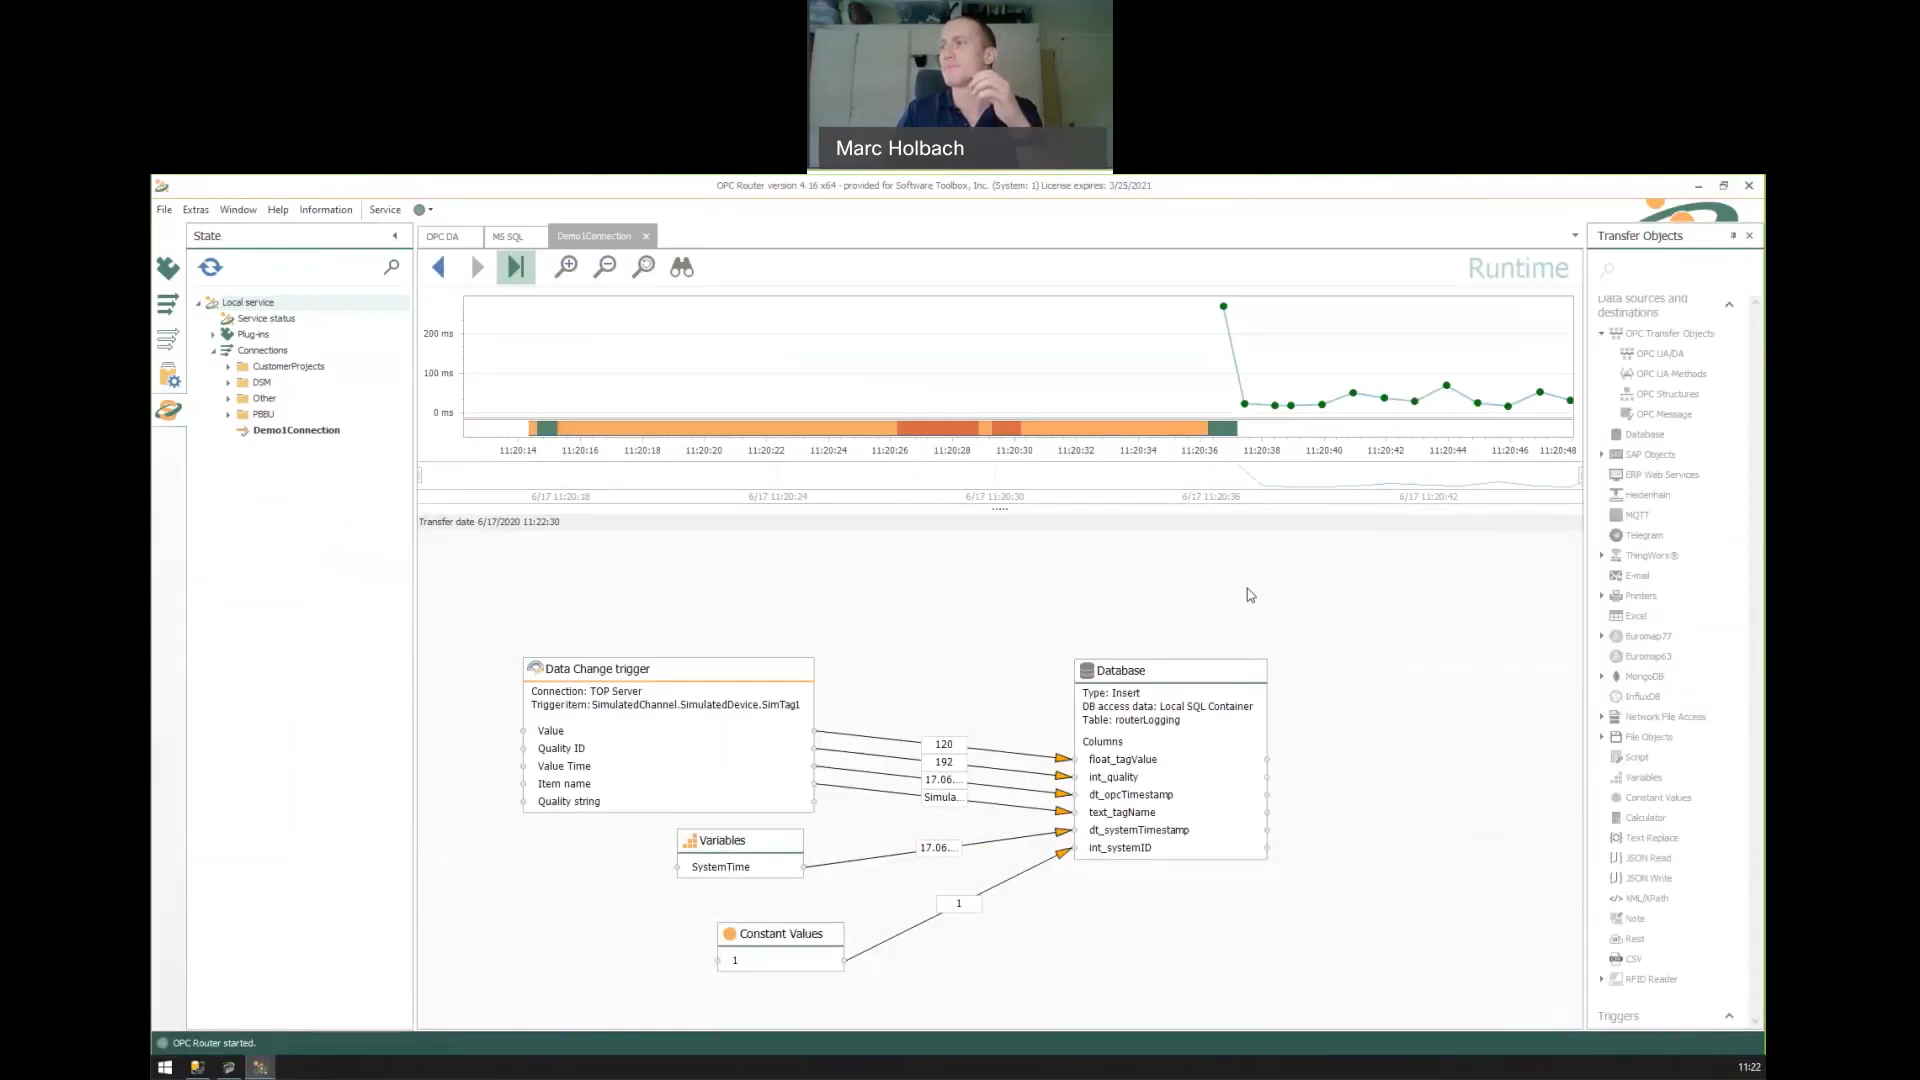 Marc Holbach
OPC Router version 4.16 x64 - provided for Software Toolbox, Inc. (System: 1) License expires: 3/25/2021
File Extras Window Help Information Service
State
OPC DA
MS SQL
Demo1Connection
Transfer Objects
Runtime
Local service
Service status
Plug-ins
Connections
CustomerProjects
DSM
Other
PBBU
Demo1Connection
200 ms
100 ms
0 ms
11:20:14 11:20:16 11:20:18 11:20:20 11:20:22 11:20:24 11:20:26 11:20:28 11:20:30 11:20:32 11:20:34 11:20:36 11:20:38 11:20:40 11:20:42 11:20:44 11:20:46 11:20:48
6/17 11:20:18 6/17 11:20:24 6/17 11:20:30 6/17 11:20:36 6/17 11:20:42
Transfer date 6/17/2020 11:22:30
Data Change trigger
Connection: TOP Server
Triggeritem: SimulatedChannel.SimulatedDevice.SimTag1
Value
Quality ID
Value Time
Item name
Quality string
120
192
17.06....
Simula...
Variables
SystemTime
17.06....
Constant Values
1
1
Database
Type: Insert
DB access data: Local SQL Container
Table: routerLogging
Columns
float_tagValue
int_quality
dt_opcTimestamp
text_tagName
dt_systemTimestamp
int_systemID
Data sources and
destinations
OPC Transfer Objects
OPC UA/DA
OPC UA-Methods
OPC Structures
OPC Message
Database
SAP Objects
ERP Web Services
Heidenhain
MQTT
Telegram
ThingWorx®
E-mail
Printers
Excel
Euromap77
Euromap63
MongoDB
InfluxDB
Network File Access
File Objects
Script
Variables
Constant Values
Calculator
Text Replace
JSON Read
JSON Write
XML/XPath
Note
Rest
CSV
RFID Reader
Triggers
OPC Router started.
11:22